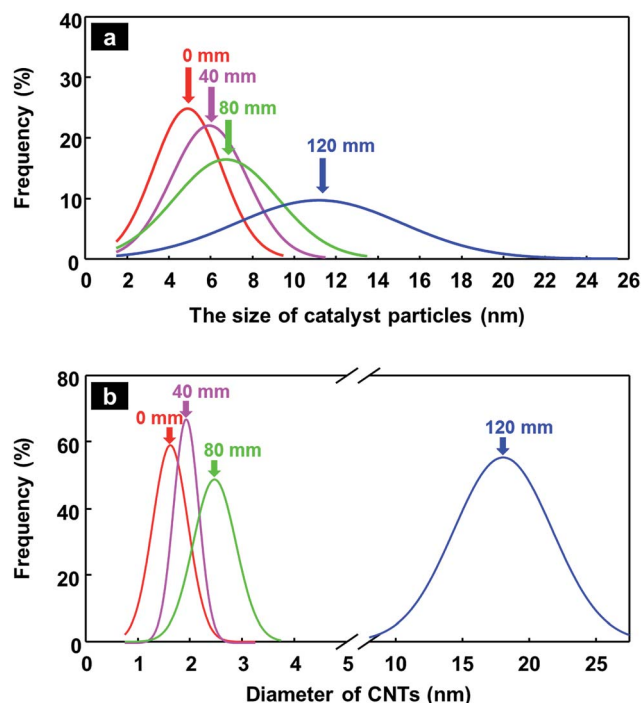 a
40
30
20
10
0
Frequency (%)
0 mm
40 mm
80 mm
120 mm
0 2 4 6 8 10 12 14 16 18 20 22 24 26
The size of catalyst particles (nm)
b
80
60
40
20
0
Frequency (%)
40 mm
0 mm
80 mm
120 mm
0 1 2 3 4 5 10 15 20 25
Diameter of CNTs (nm)